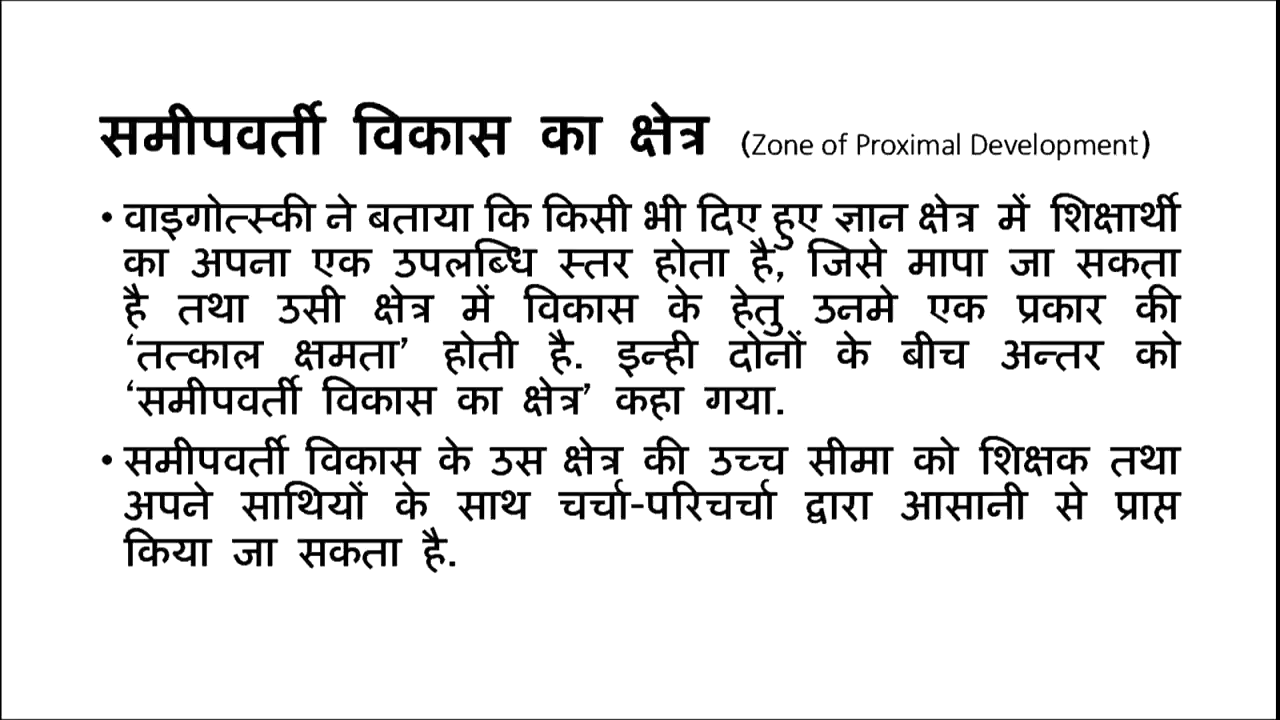 समीपवर्ती विकास का क्षेत्र (Zone of Proximal Development)
• वाइगोत्स्की ने बताया कि किसी भी दिए हुए ज्ञान क्षेत्र में शिक्षार्थी
का अपना एक उपलब्धि स्तर होता है, जिसे मापा जा सकता
है तथा उसी क्षेत्र में विकास के हेतु उनमे एक प्रकार की
‘तत्काल क्षमता’ होती है. इन्ही दोनों के बीच अन्तर को
‘समीपवर्ती विकास का क्षेत्र’ कहा गया.
• समीपवर्ती विकास के उस क्षेत्र की उच्च सीमा को शिक्षक तथा
अपने साथियों के साथ चर्चा-परिचर्चा द्वारा आसानी से प्राप्त
किया जा सकता है.